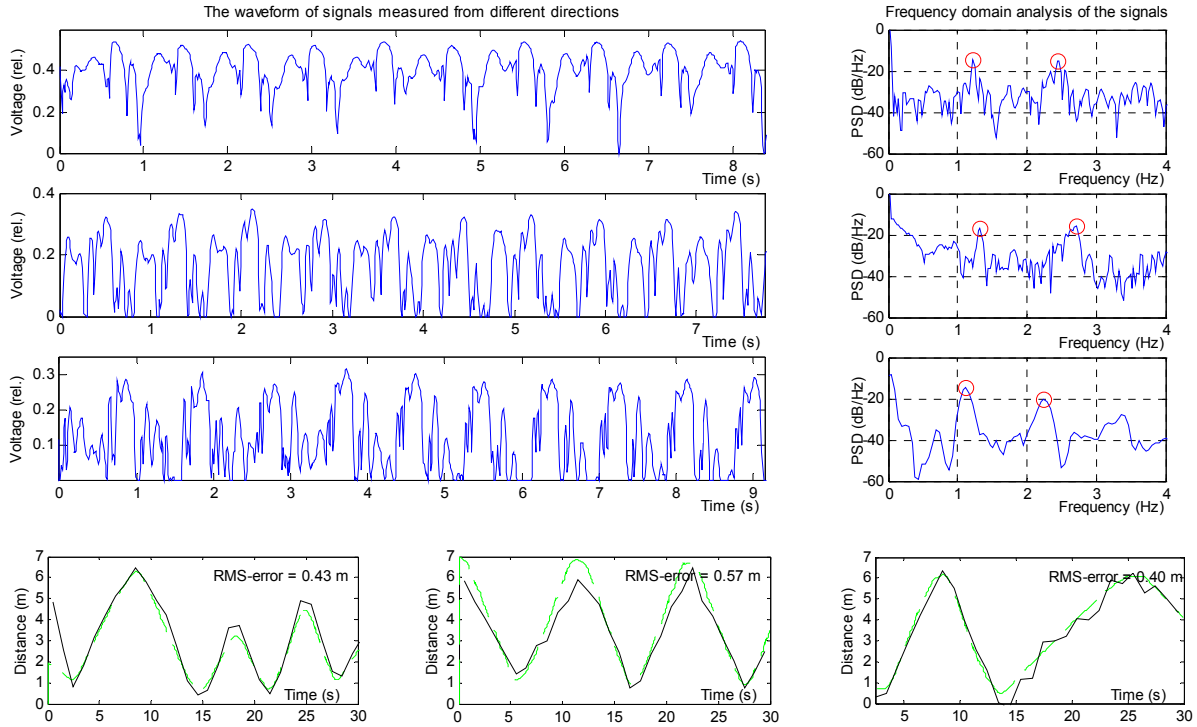 The waveform of signals measured from different directions
Frequency domain analysis of the signals
Voltage (rel.)
0.4
0.2
0
0 1 2 3 4 5 6 7 8
Time (s)
PSD (dB/Hz)
0
-20
-40
-60
0 1 2 3 4
Frequency (Hz)
Voltage (rel.)
0.4
0.2
0
0 1 2 3 4 5 6 7
Time (s)
PSD (dB/Hz)
0
-20
-40
-60
0 1 2 3 4
Frequency (Hz)
Voltage (rel.)
0.3
0.2
0.1
0 1 2 3 4 5 6 7 8 9
Time (s)
PSD (dB/Hz)
0
-20
-40
-60
0 1 2 3 4
Frequency (Hz)
Distance (m)
7
6
5
4
3
2
1
0
RMS-error = 0.43 m
Time (s)
0 5 10 15 20 25 30
Distance (m)
7
6
5
4
3
2
1
0
RMS-error = 0.57 m
Time (s)
0 5 10 15 20 25 30
Distance (m)
7
6
5
4
3
2
1
0
RMS-error = 0.40 m
Time (s)
5 10 15 20 25 30